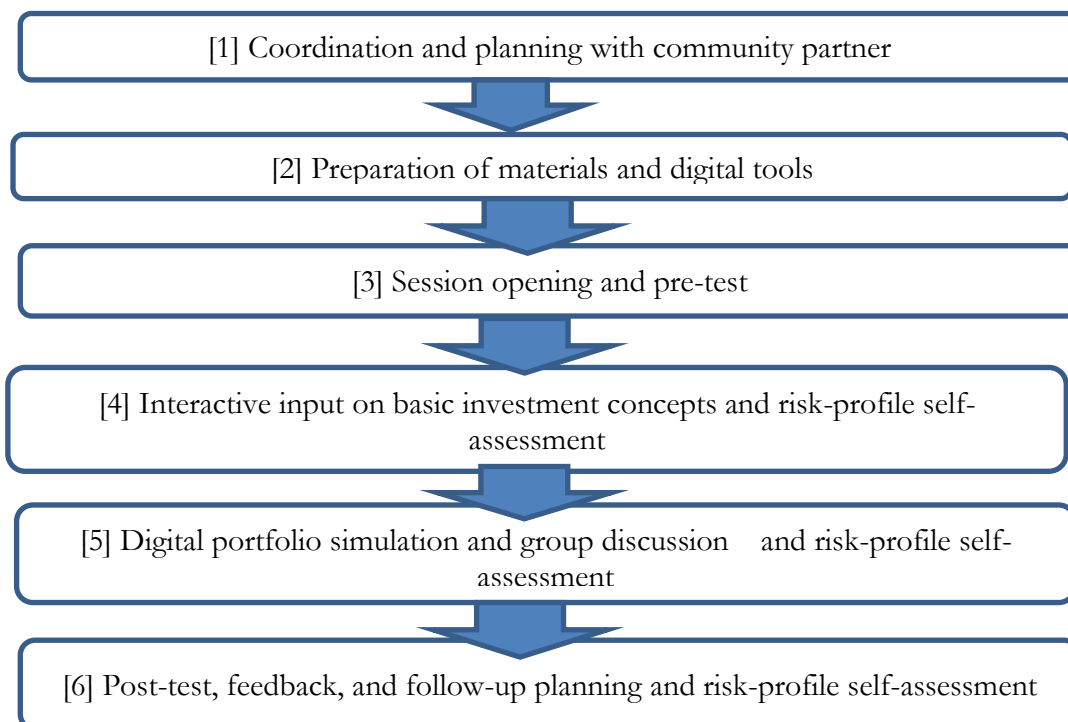 [1] Coordination and planning with community partner
[2] Preparation of materials and digital tools
[3] Session opening and pre-test
[4] Interactive input on basic investment concepts and risk-profile self-
assessment
[5] Digital portfolio simulation and group discussion and risk-profile self-
assessment
[6] Post-test, feedback, and follow-up planning and risk-profile self-assessment